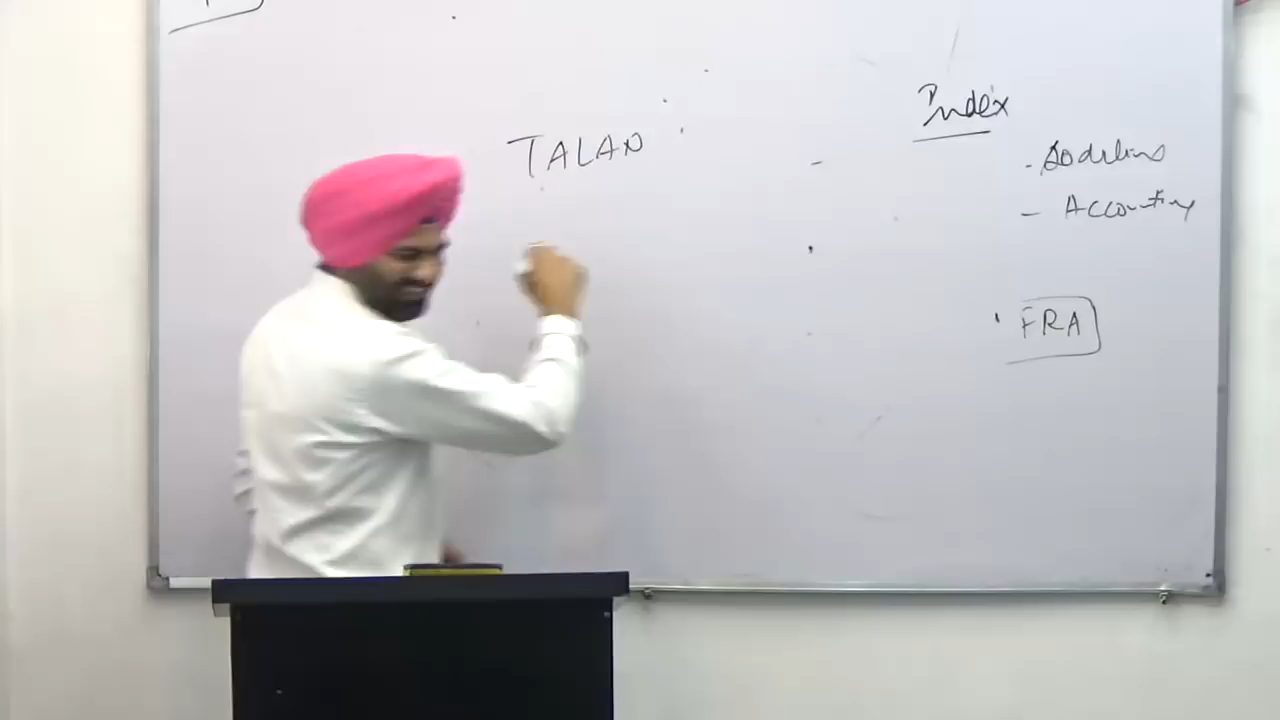 TALAN
Index
-
- Accounting
FRA